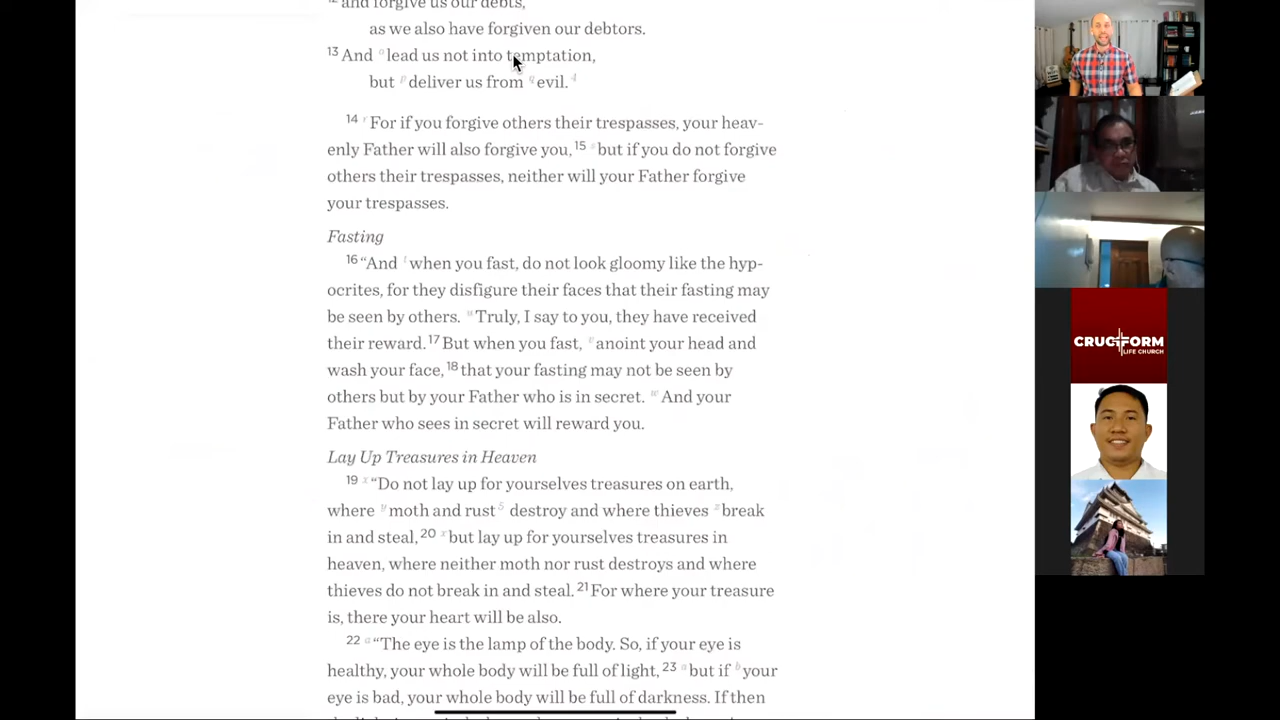 12 and forgive us our debts,
as we also have forgiven our debtors.
13 And o lead us not into temptation,
but p deliver us from q evil. 4
14 r For if you forgive others their trespasses, your heav-
enly Father will also forgive you, 15 s but if you do not forgive
others their trespasses, neither will your Father forgive
your trespasses.
Fasting
16 “And t when you fast, do not look gloomy like the hyp-
ocrites, for they disfigure their faces that their fasting may
be seen by others. u Truly, I say to you, they have received
their reward. 17 But when you fast, v anoint your head and
wash your face, 18 that your fasting may not be seen by
others but by your Father who is in secret. w And your
Father who sees in secret will reward you.
Lay Up Treasures in Heaven
19 x “Do not lay up for yourselves treasures on earth,
where y moth and rust 5 destroy and where thieves z break
in and steal, 20 x but lay up for yourselves treasures in
heaven, where neither moth nor rust destroys and where
thieves do not break in and steal. 21 For where your treasure
is, there your heart will be also.
22 a “The eye is the lamp of the body. So, if your eye is
healthy, your whole body will be full of light, 23 a but if b your
eye is bad, your whole body will be full of darkness. If then
CRUCIFORM
LIFE CHURCH